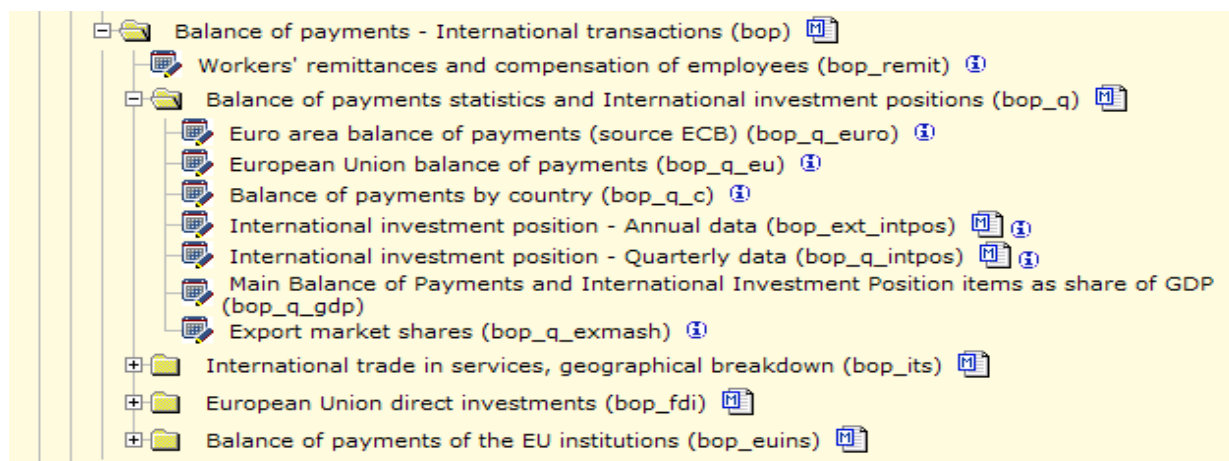 Balance of payments - International transactions (bop)
Workers' remittances and compensation of employees (bop_remit)
Balance of payments statistics and International investment positions (bop_q)
Euro area balance of payments (source ECB) (bop_q_euro)
European Union balance of payments (bop_q_eu)
Balance of payments by country (bop_q_c)
International investment position - Annual data (bop_ext_intpos)
International investment position - Quarterly data (bop_q_intpos)
Main Balance of Payments and International Investment Position items as share of GDP
(bop_q_gdp)
Export market shares (bop_q_exmash)
International trade in services, geographical breakdown (bop_its)
European Union direct investments (bop_fdi)
Balance of payments of the EU institutions (bop_euins)